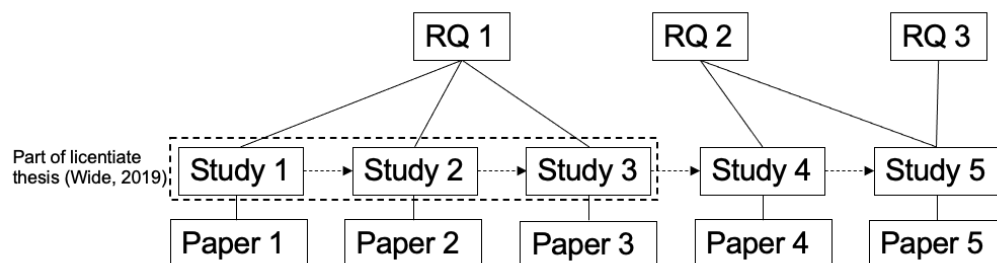 RQ 1
RQ 2
RQ 3
Part of licentiate
thesis (Wide, 2019)
Study 1
Study 2
Study 3
Study 4
Study 5
Paper 1
Paper 2
Paper 3
Paper 4
Paper 5